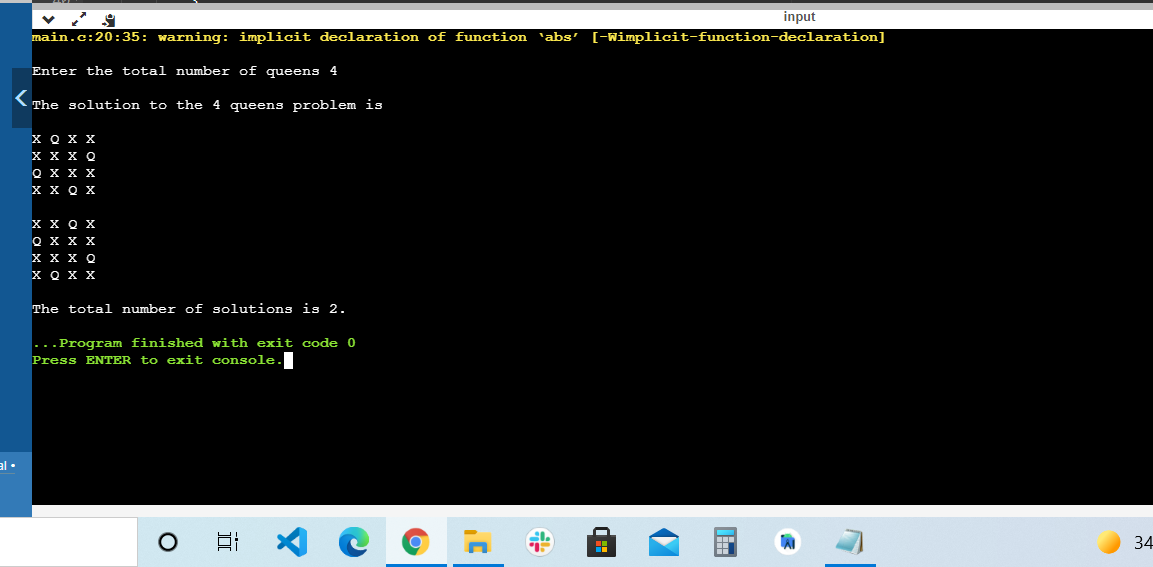 input
main.c:20:35: warning: implicit declaration of function ‘abs’ [-Wimplicit-function-declaration]
Enter the total number of queens 4
The solution to the 4 queens problem is
X Q X X
X X X Q
Q X X X
X X Q X
X X Q X
Q X X X
X X X Q
X Q X X
The total number of solutions is 2.
...Program finished with exit code 0
Press ENTER to exit console.
al •
34